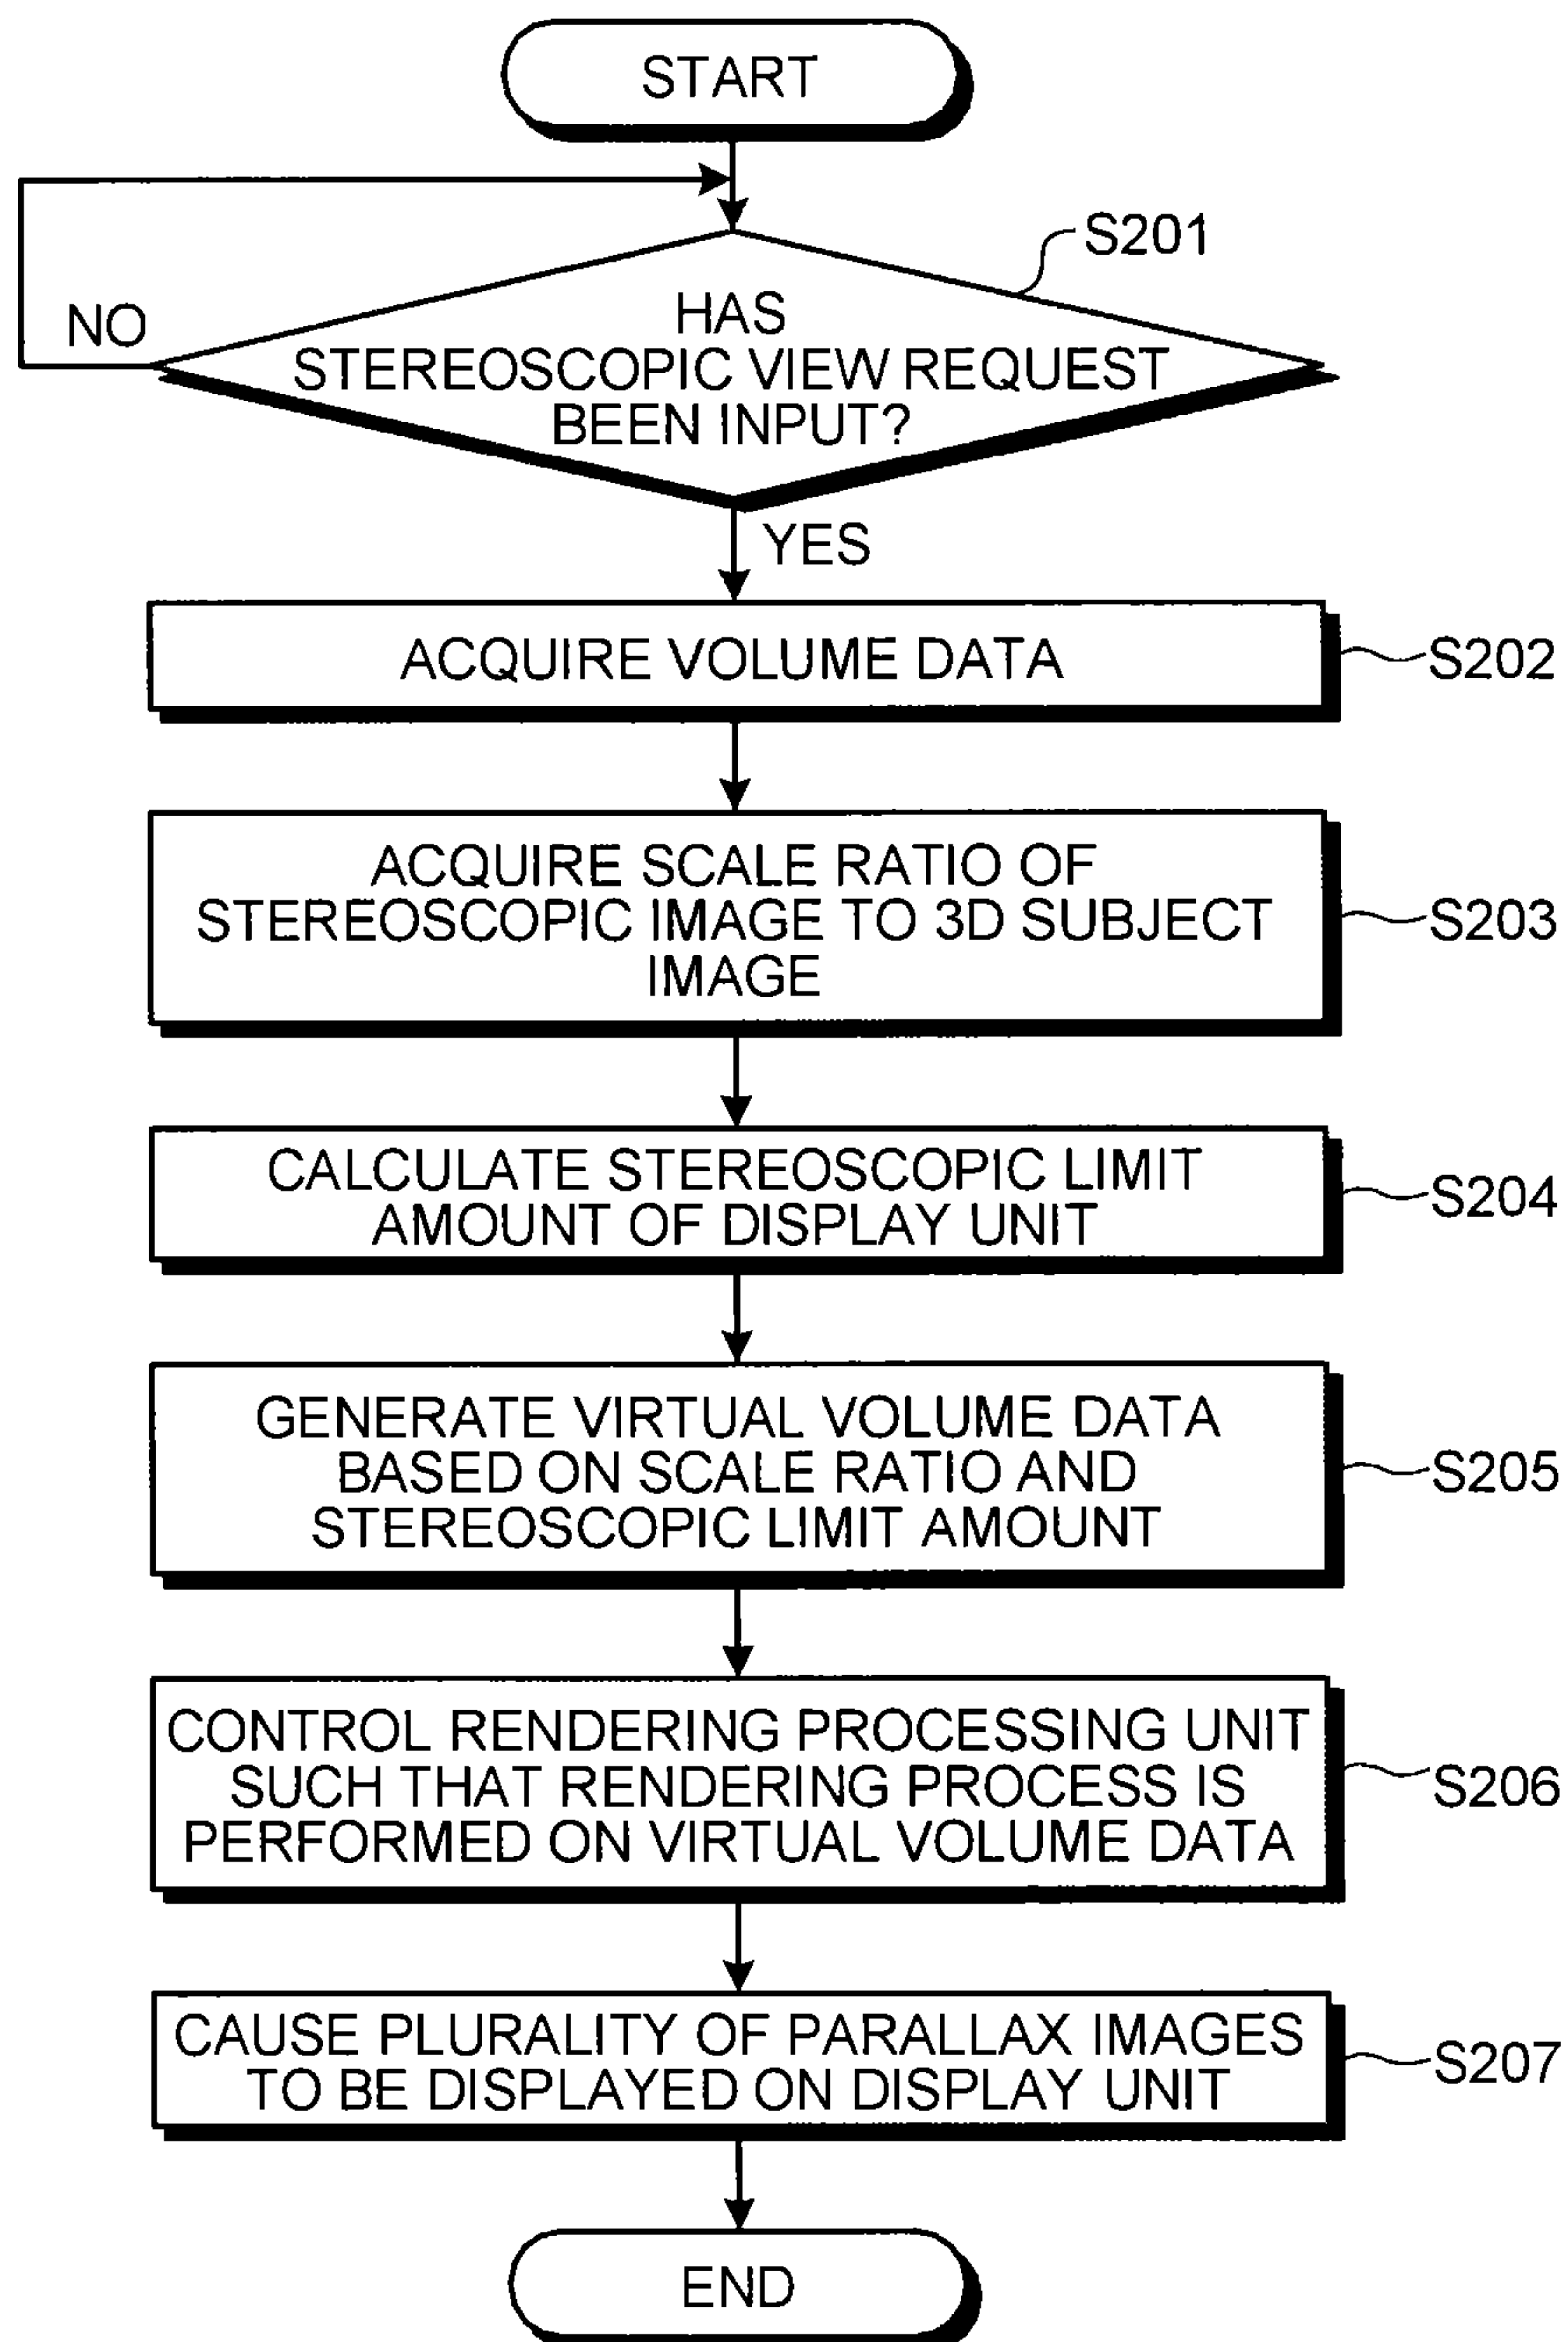 START
S201
HAS
STEREOSCOPIC VIEW REQUEST
BEEN INPUT?
NO
YES
ACQUIRE VOLUME DATA
S202
ACQUIRE SCALE RATIO OF
STEREOSCOPIC IMAGE TO 3D SUBJECT
IMAGE
S203
CALCULATE STEREOSCOPIC LIMIT
AMOUNT OF DISPLAY UNIT
S204
GENERATE VIRTUAL VOLUME DATA
BASED ON SCALE RATIO AND
STEREOSCOPIC LIMIT AMOUNT
S205
CONTROL RENDERING PROCESSING UNIT
SUCH THAT RENDERING PROCESS IS
PERFORMED ON VIRTUAL VOLUME DATA
S206
CAUSE PLURALITY OF PARALLAX IMAGES
TO BE DISPLAYED ON DISPLAY UNIT
S207
END